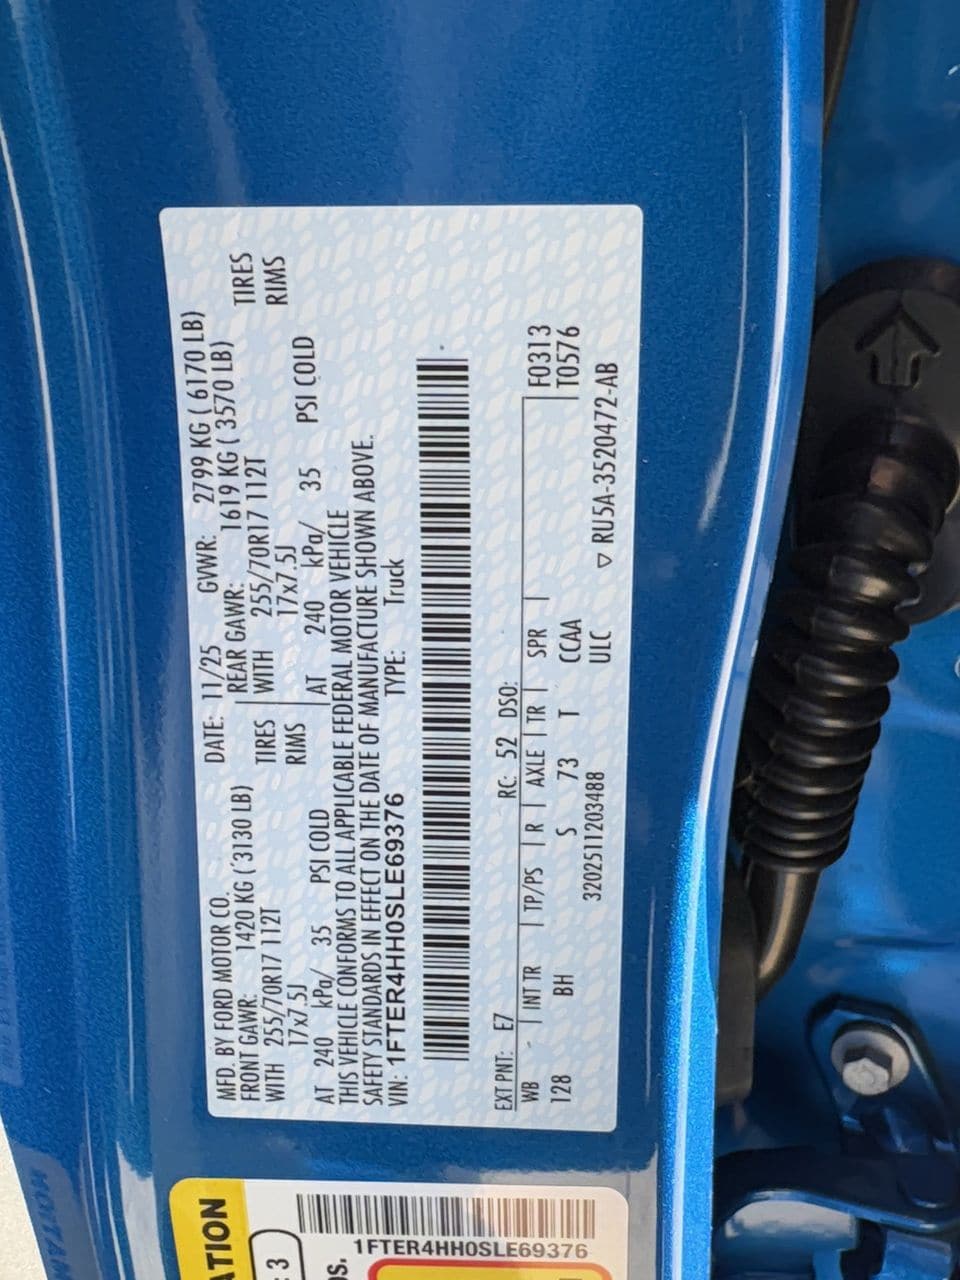 MFD. BY FORD MOTOR CO. DATE: 11/25 GVWR: 2799 KG ( 6170 LB)
FRONT GAWR: 1420 KG ( 3130 LB) REAR GAWR: 1619 KG ( 3570 LB)
WITH 255/70R17 112T TIRES WITH 255/70R17 112T TIRES
17x7.5J RIMS 17x7.5J RIMS
AT 240 kPa/ 35 PSI COLD AT 240 kPa/ 35 PSI COLD
THIS VEHICLE CONFORMS TO ALL APPLICABLE FEDERAL MOTOR VEHICLE
SAFETY STANDARDS IN EFFECT ON THE DATE OF MANUFACTURE SHOWN ABOVE.
VIN: 1FTER4HH0SLE69376 TYPE: Truck
EXT PNT: E7 RC: 52 DSO:
WB INT TR TP/PS R AXLE TR SPR F0313
128 BH S 73 T CCAA T0576
3202511203488 ULC ▽ RU5A-3520472-AB
ATION
3
1FTER4HH0SLE69376